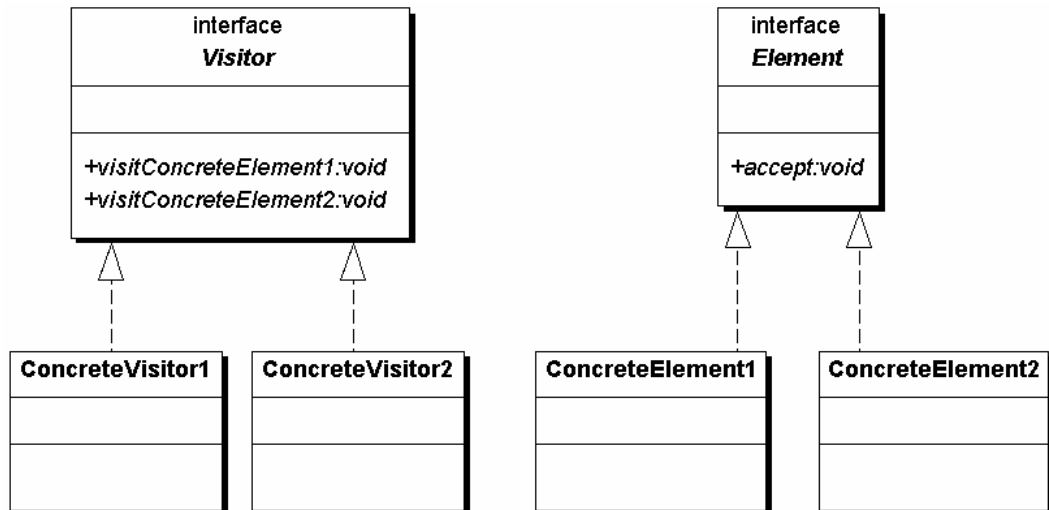 interface
Visitor
+visitConcreteElement1:void
+visitConcreteElement2:void
interface
Element
+accept:void
ConcreteVisitor1
ConcreteVisitor2
ConcreteElement1
ConcreteElement2